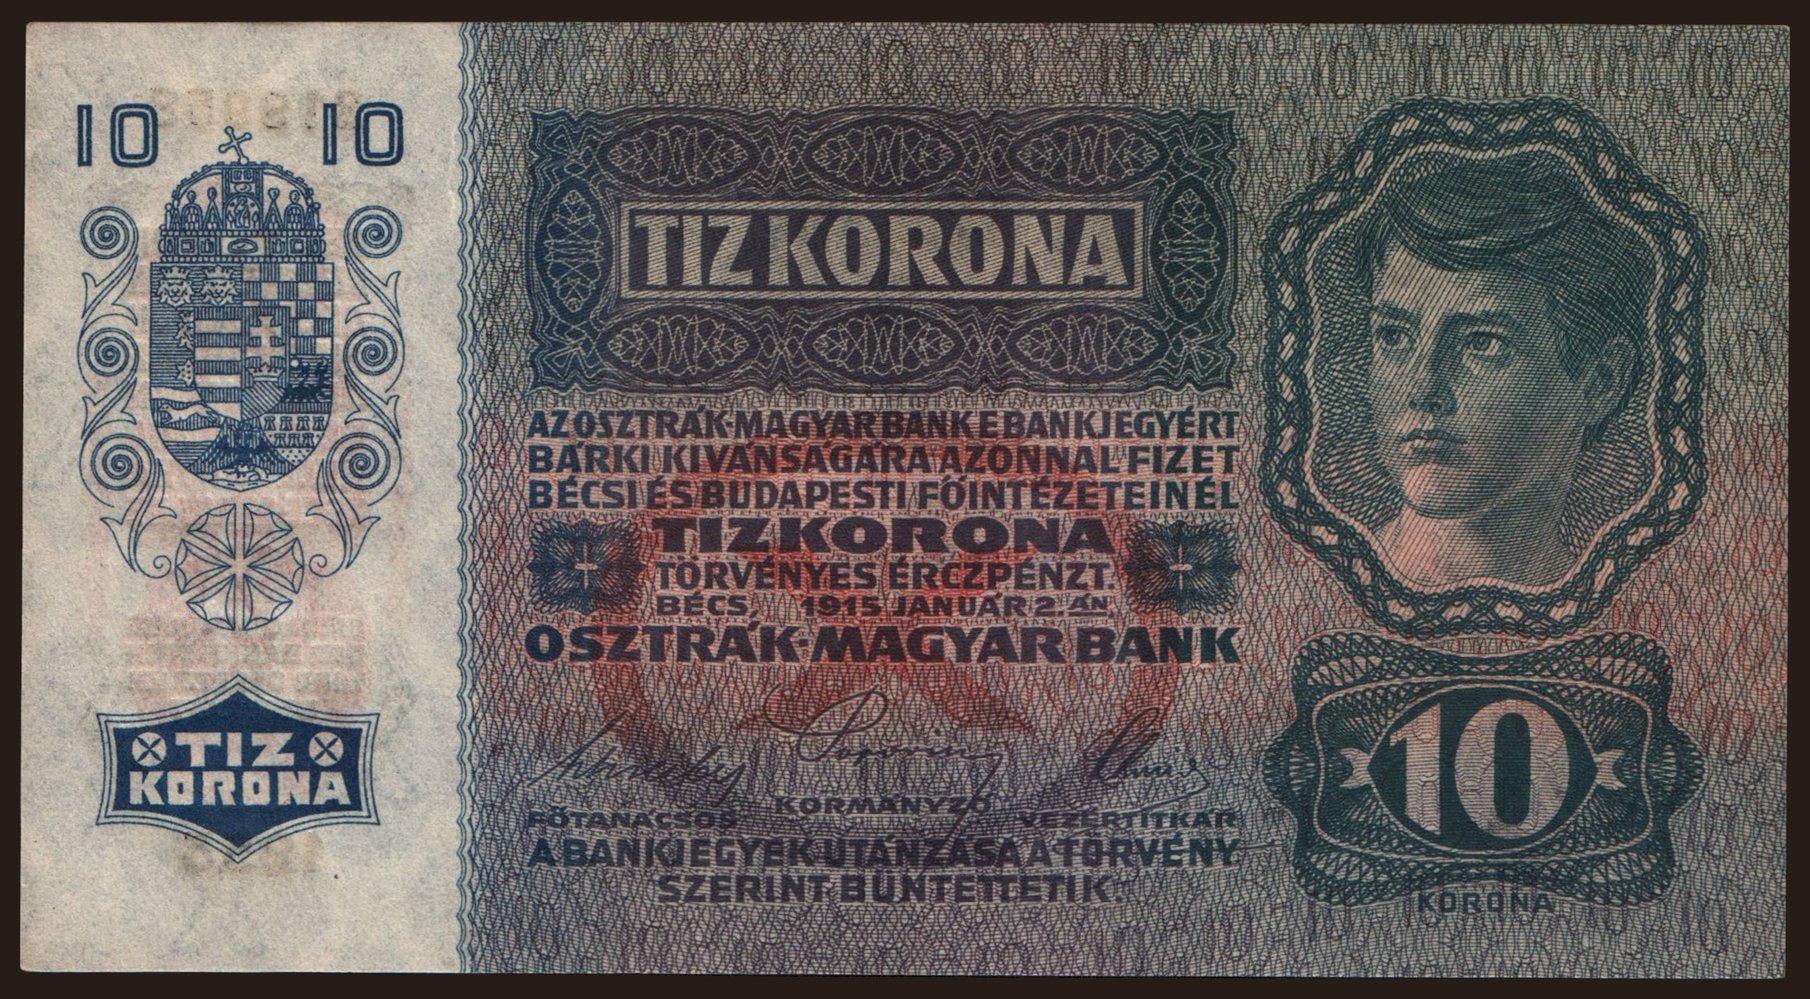 10 10
TIZ
KORONA
TIZ KORONA
AZ OSZTRÁK-MAGYAR BANK E BANKJEGYÉRT
BÁRKI KIVÁNSÁGÁRA AZONNAL FIZET
BÉCSI ÉS BUDAPESTI FŐINTÉZETEINÉL
TIZ KORONA
TÖRVÉNYES ÉRCZPÉNZT.
BÉCS, 1915 JANUÁR 2.-ÁN
OSZTRÁK-MAGYAR BANK
FŐTANÁCSOS KORMÁNYZÓ VEZÉRTITKÁR
A BANKJEGYEK UTÁNZÁSA A TÖRVÉNY
SZERINT BÜNTETTETIK.
10
KORONA